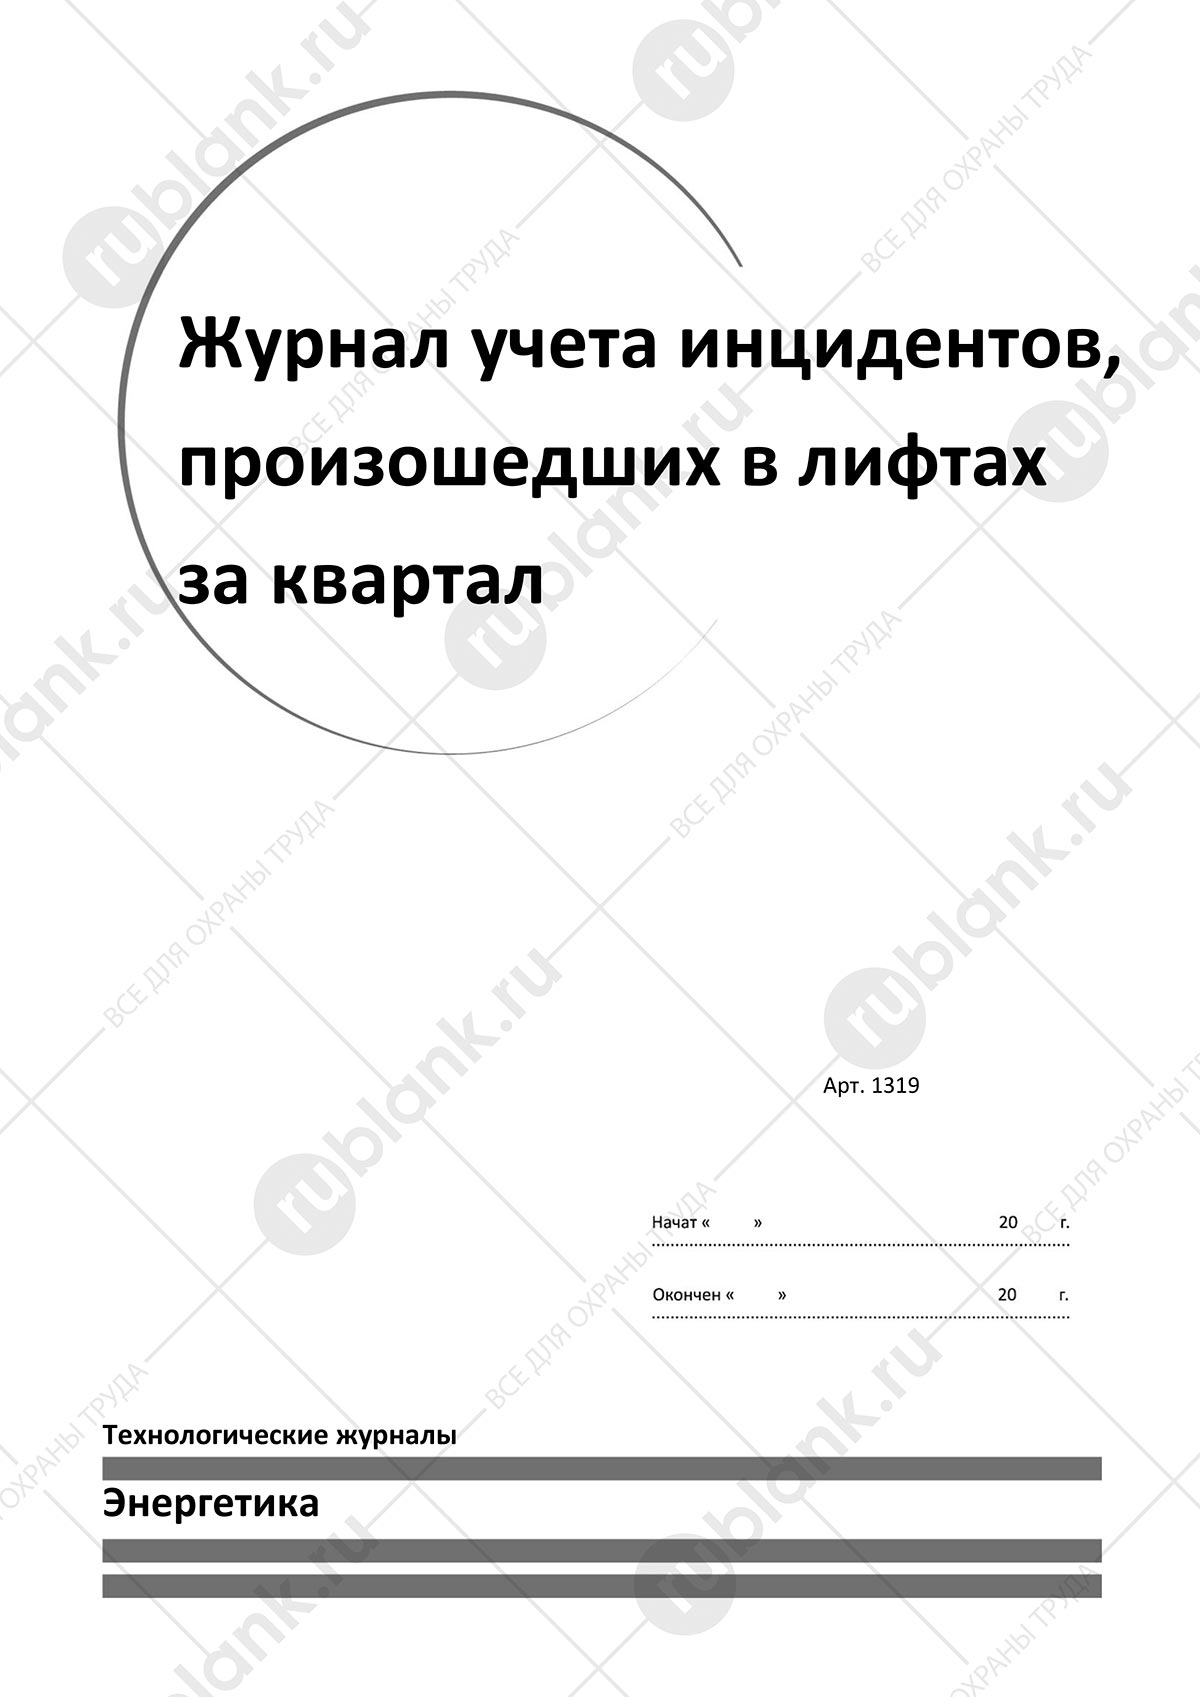 Журнал учета инцидентов,
произошедших в лифтах
за квартал
Арт. 1319
Начат « » 20 г.
Окончен « » 20 г.
Технологические журналы
Энергетика
rublank.ru
ВСЕ ДЛЯ ОХРАНЫ ТРУДА